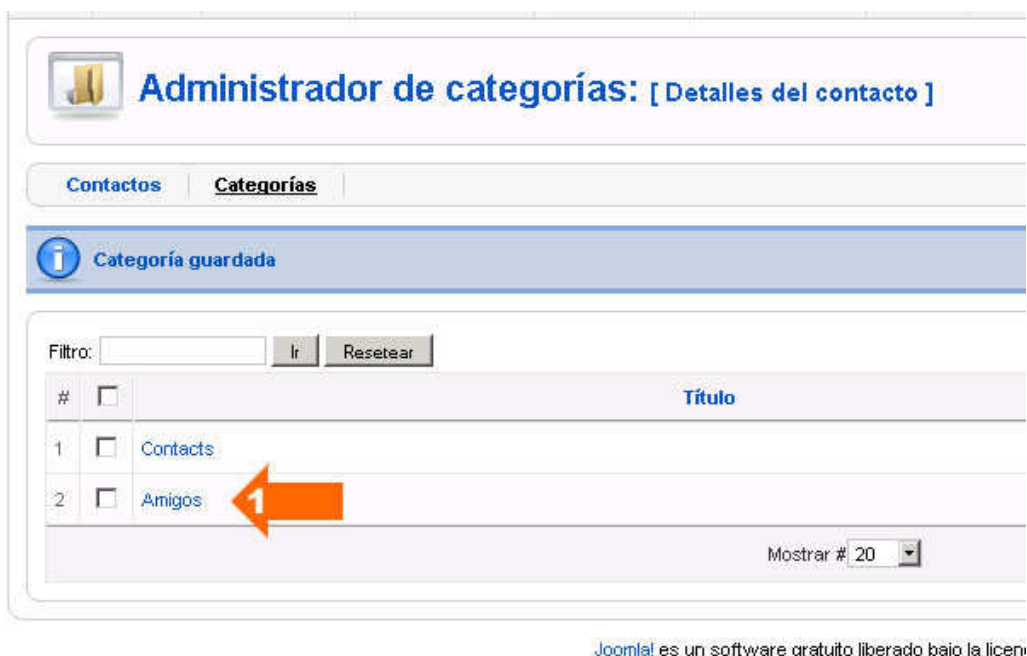 Administrador de categorías: [ Detalles del contacto ]
Contactos Categorías
Categoría guardada
Filtro: Ir Resetear
# Título
1 Contacts
2 Amigos 1
Mostrar # 20
Joomla! es un software gratuito liberado bajo la licen